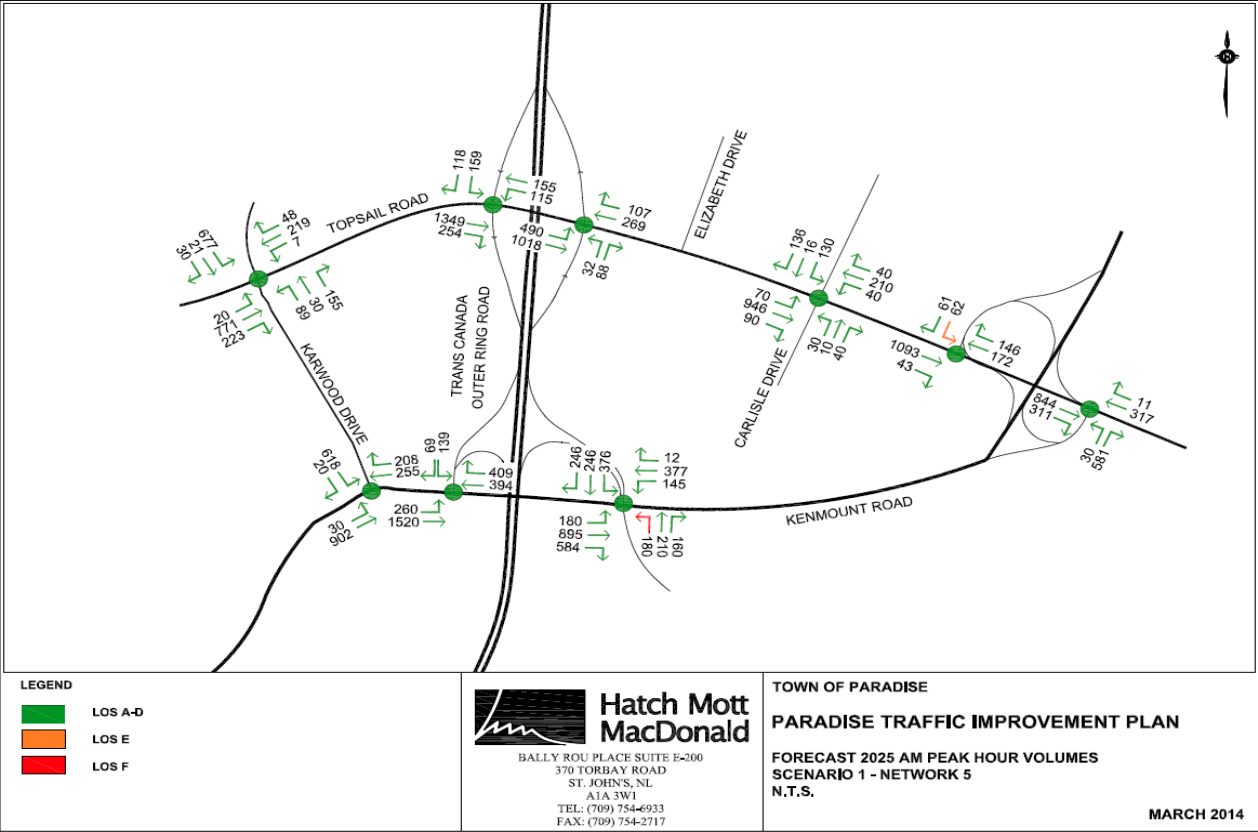 118
159
155
115
TOPSAIL ROAD
1349
254
490
1018
107
269
32
88
ELIZABETH DRIVE
48
219
7
677
21
30
20
771
223
89
30
155
KARWOOD DRIVE
TRANS CANADA
OUTER RING ROAD
136
16
130
40
210
40
70
946
90
30
10
40
CARLISLE DRIVE
61
62
146
172
1093
43
844
311
11
317
30
581
618
20
208
255
69
139
409
394
30
902
260
1520
246
246
376
12
377
145
180
895
584
180
210
160
KENMOUNT ROAD
LEGEND
LOS A-D
LOS E
LOS F
Hatch Mott
MacDonald
BALLY ROU PLACE SUITE E-200
370 TORBAY ROAD
ST. JOHN'S, NL
A1A 3W1
TEL: (709) 754-6933
FAX: (709) 754-2717
TOWN OF PARADISE
PARADISE TRAFFIC IMPROVEMENT PLAN
FORECAST 2025 AM PEAK HOUR VOLUMES
SCENARIO 1 - NETWORK 5
N.T.S.
MARCH 2014